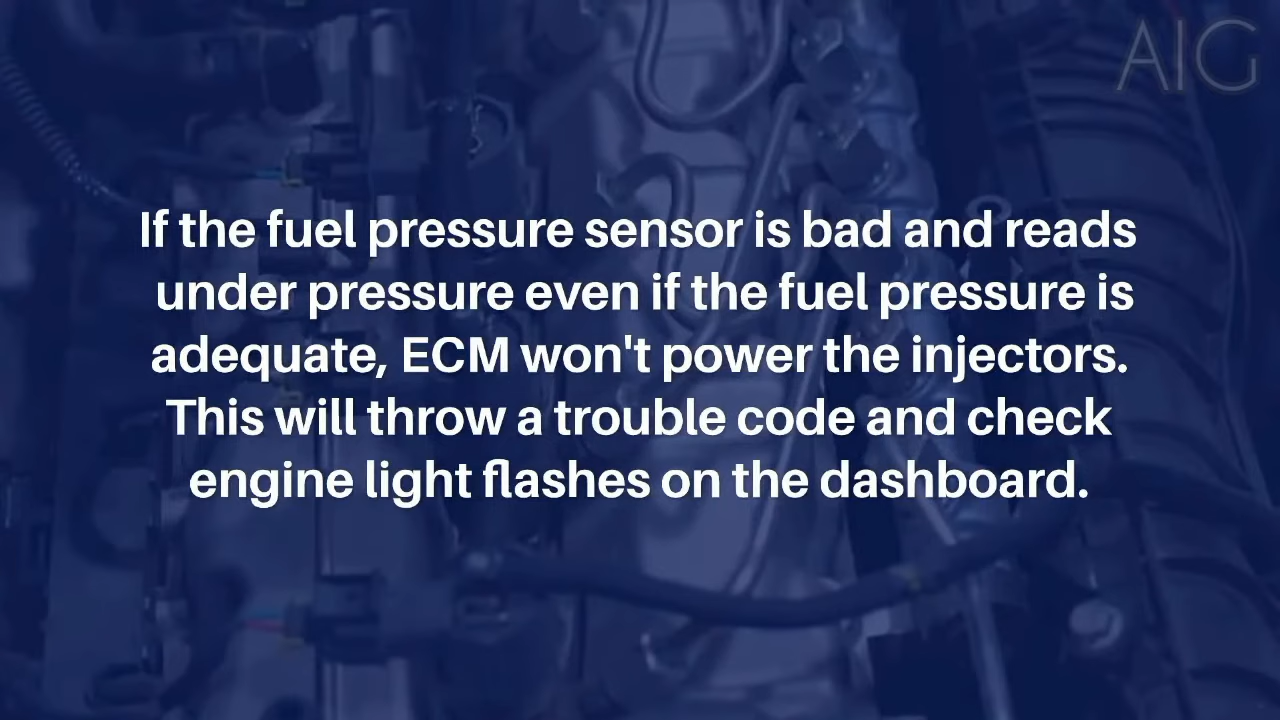 AIG
If the fuel pressure sensor is bad and reads
under pressure even if the fuel pressure is
adequate, ECM won't power the injectors.
This will throw a trouble code and check
engine light flashes on the dashboard.